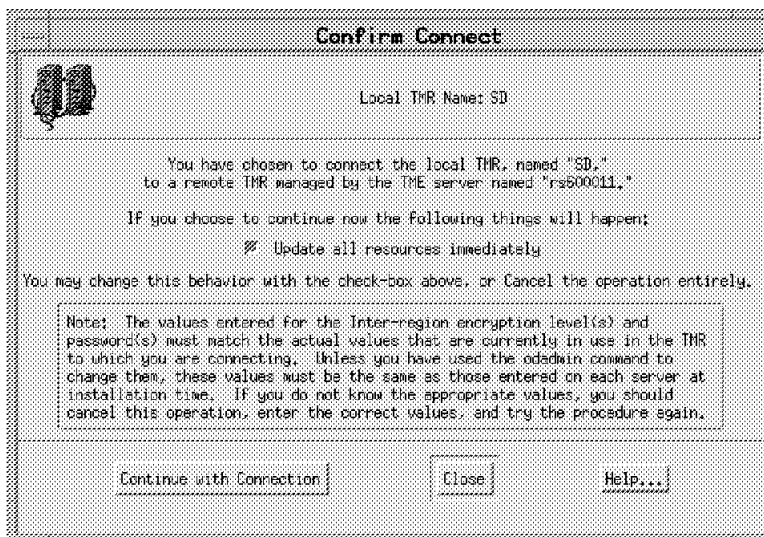 Confirm Connect
Local TMR Name: SD
You have chosen to connect the local TMR, named "SD,"
to a remote TMR managed by the TME server named "rs600011."
If you choose to continue now the following things will happen:
Update all resources immediately
You may change this behavior with the check-box above, or Cancel the operation entirely.
Note: The values entered for the Inter-region encryption level(s) and
password(s) must match the actual values that are currently in use in the TMR
to which you are connecting. Unless you have used the odadmin command to
change them, these values must be the same as those entered on each server at
installation time. If you do not know the appropriate values, you should
cancel this operation, enter the correct values, and try the procedure again.
Continue with Connection Close Help...